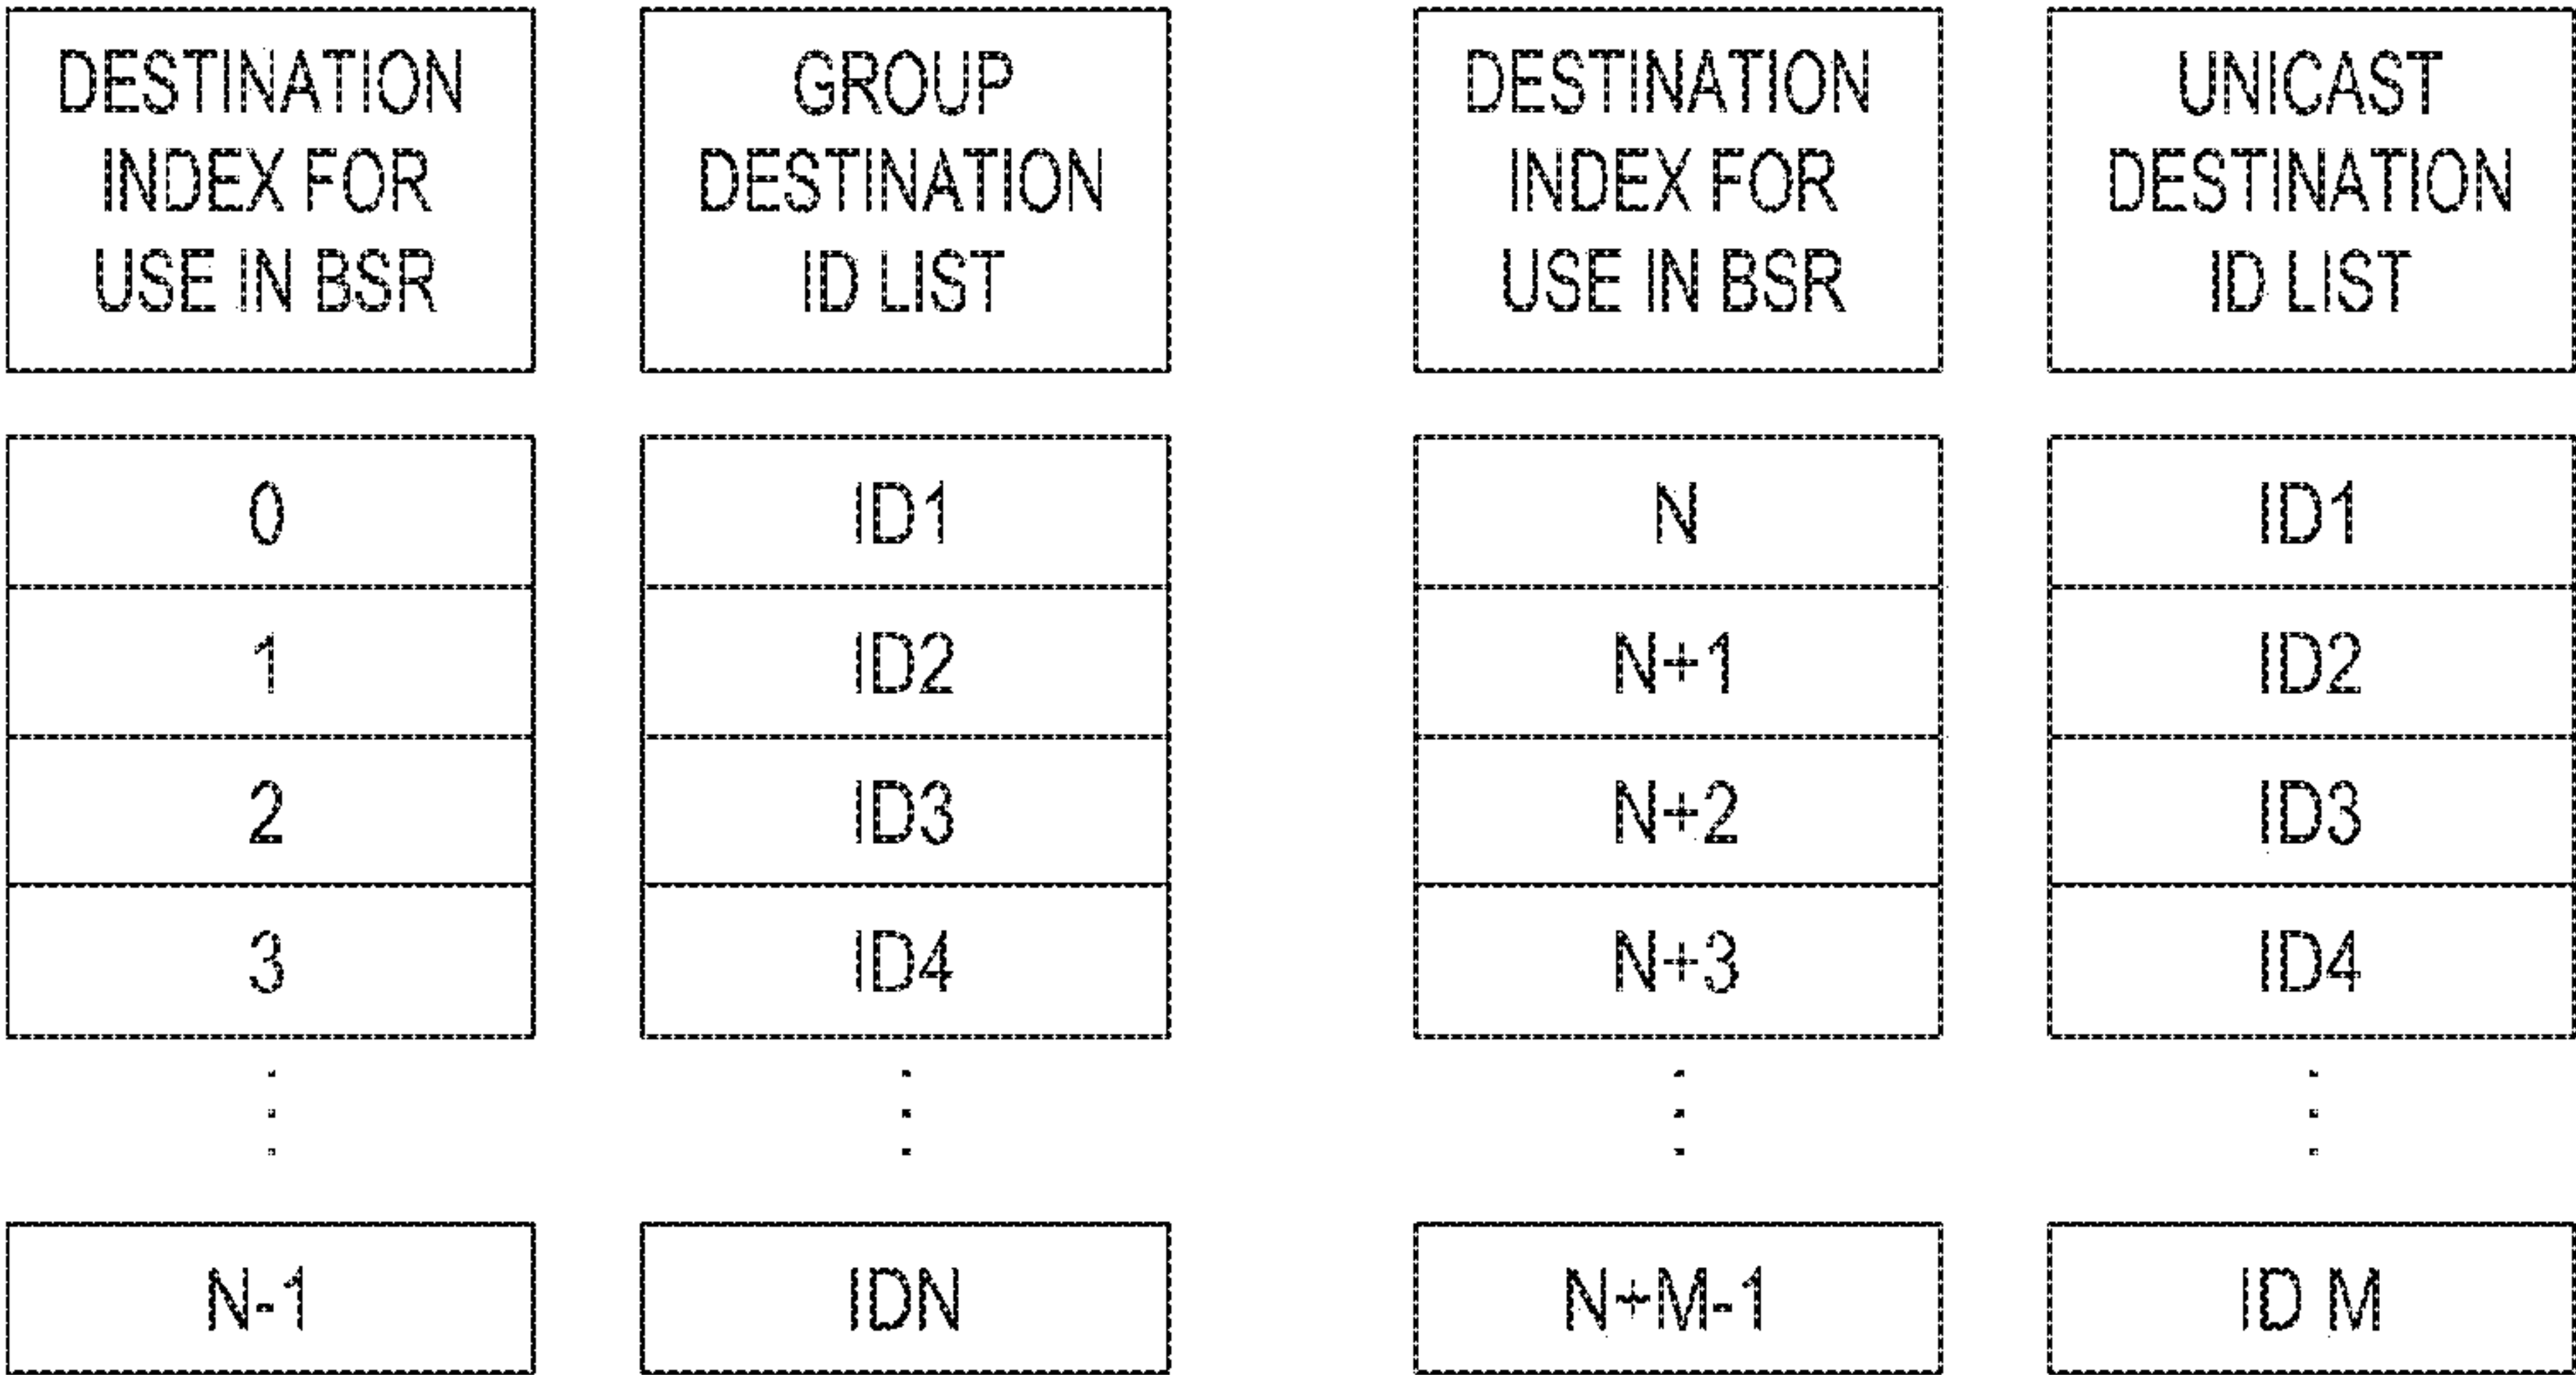 DESTINATION
INDEX FOR
USE IN BSR
GROUP
DESTINATION
ID LIST
DESTINATION
INDEX FOR
USE IN BSR
UNICAST
DESTINATION
ID LIST
0
ID1
N
ID1
1
ID2
N+1
ID2
2
ID3
N+2
ID3
3
ID4
N+3
ID4
N-1
IDN
N+M-1
ID M